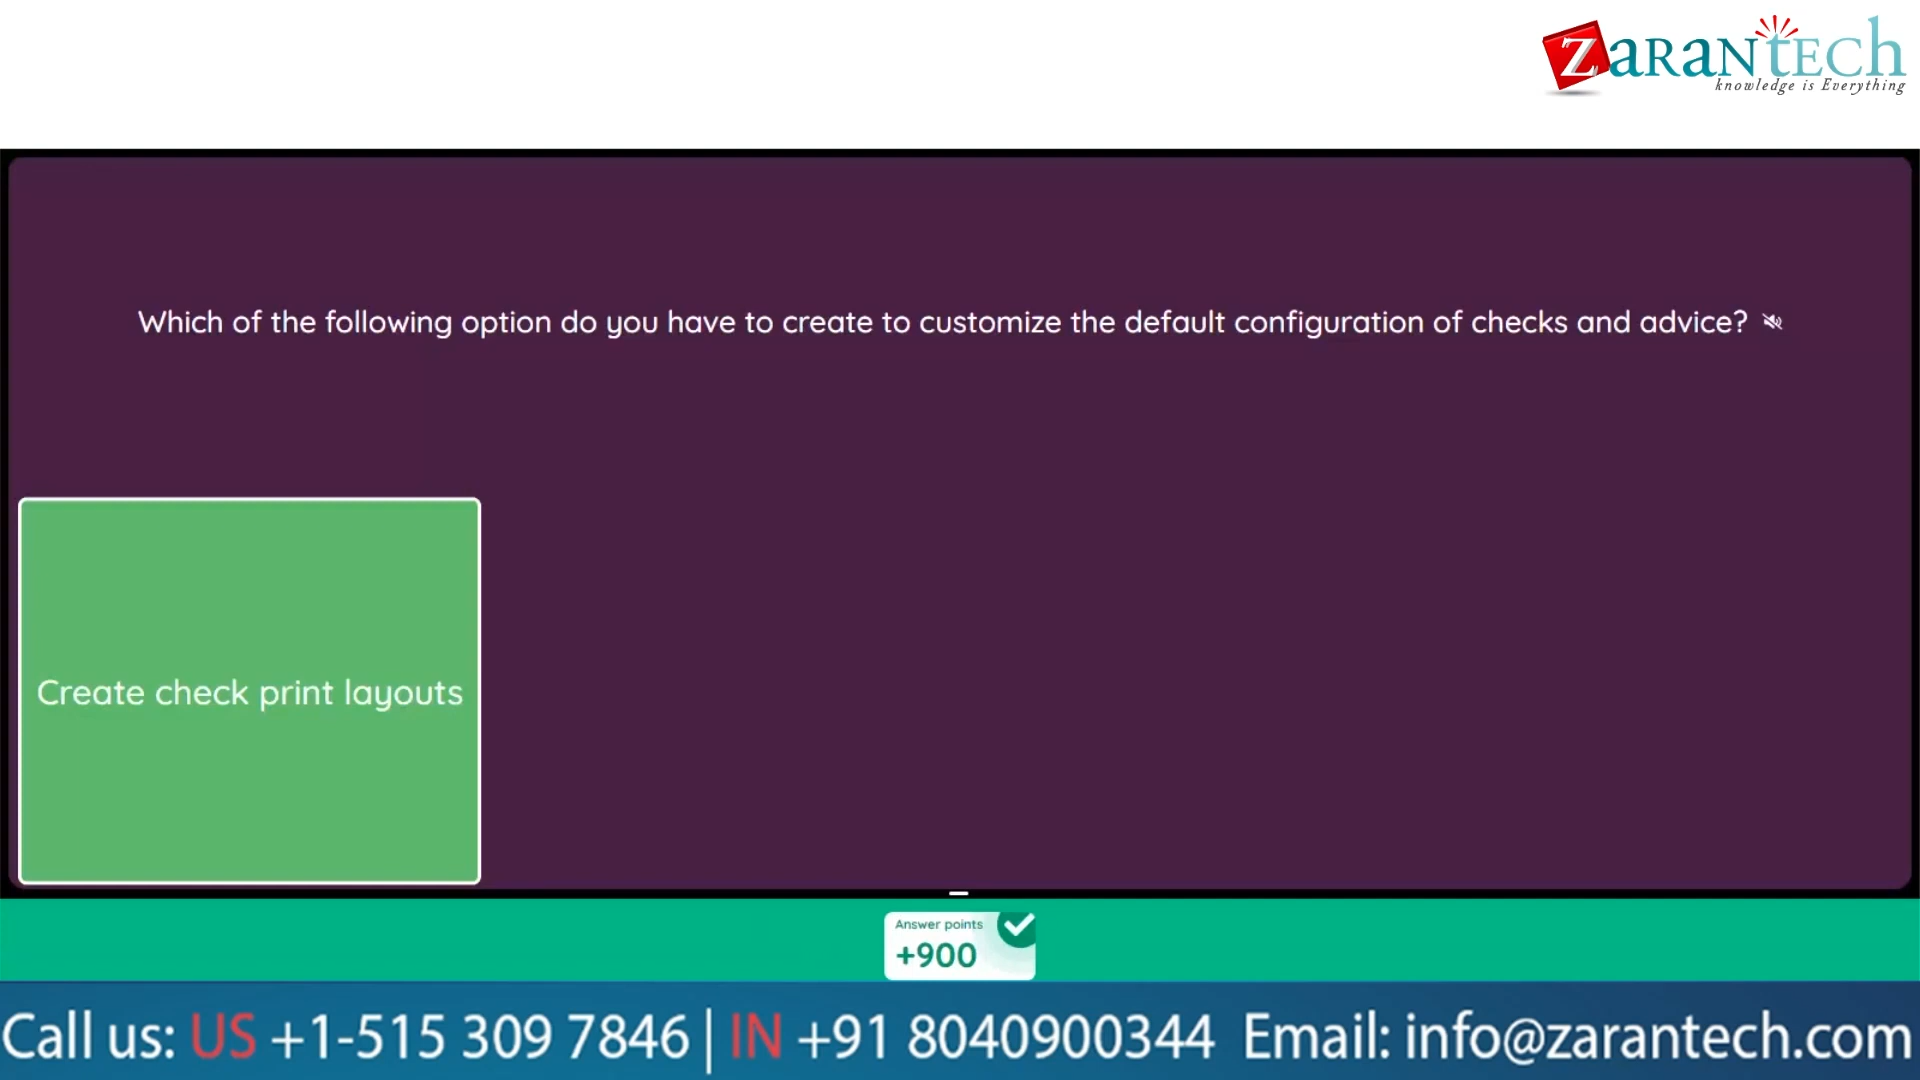 ZARANTECH
knowledge is Everything
Which of the following option do you have to create to customize the default configuration of checks and advice?
Create check print layouts
Answer points
+900
Call us: US +1-515 309 7846 | IN +91 8040900344 Email: info@zarantech.com